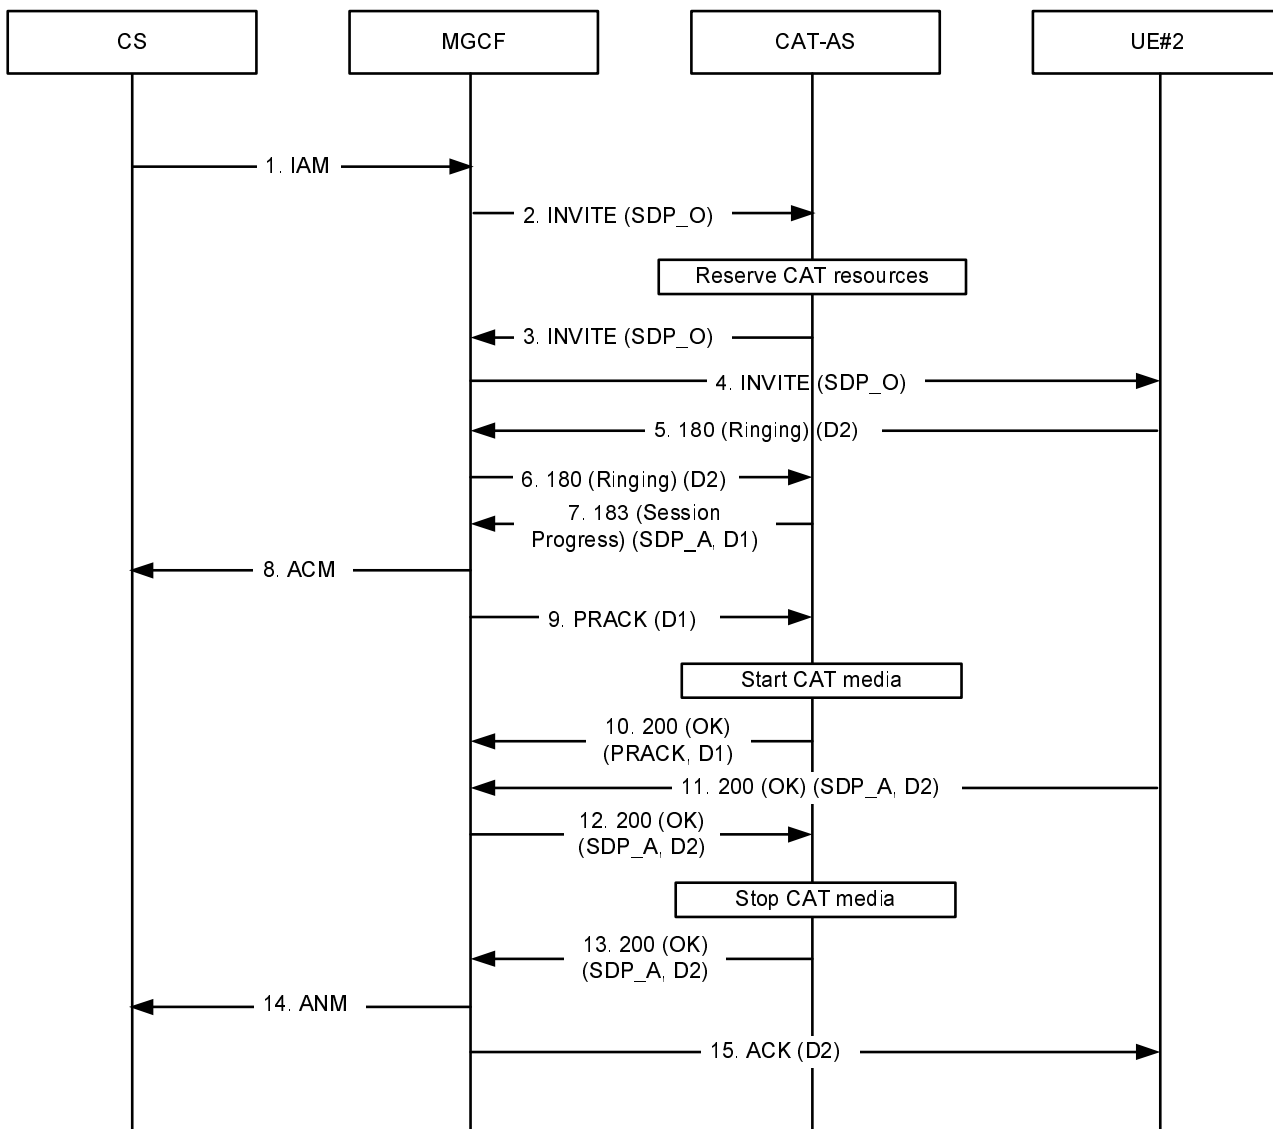 CS
MGCF
CAT-AS
UE#2
1. IAM
2. INVITE (SDP_O)
Reserve CAT resources
3. INVITE (SDP_O)
4. INVITE (SDP_O)
5. 180 (Ringing) (D2)
6. 180 (Ringing) (D2)
7. 183 (Session
Progress) (SDP_A, D1)
8. ACM
9. PRACK (D1)
Start CAT media
10. 200 (OK)
(PRACK, D1)
11. 200 (OK) (SDP_A, D2)
12. 200 (OK)
(SDP_A, D2)
Stop CAT media
13. 200 (OK)
(SDP_A, D2)
14. ANM
15. ACK (D2)